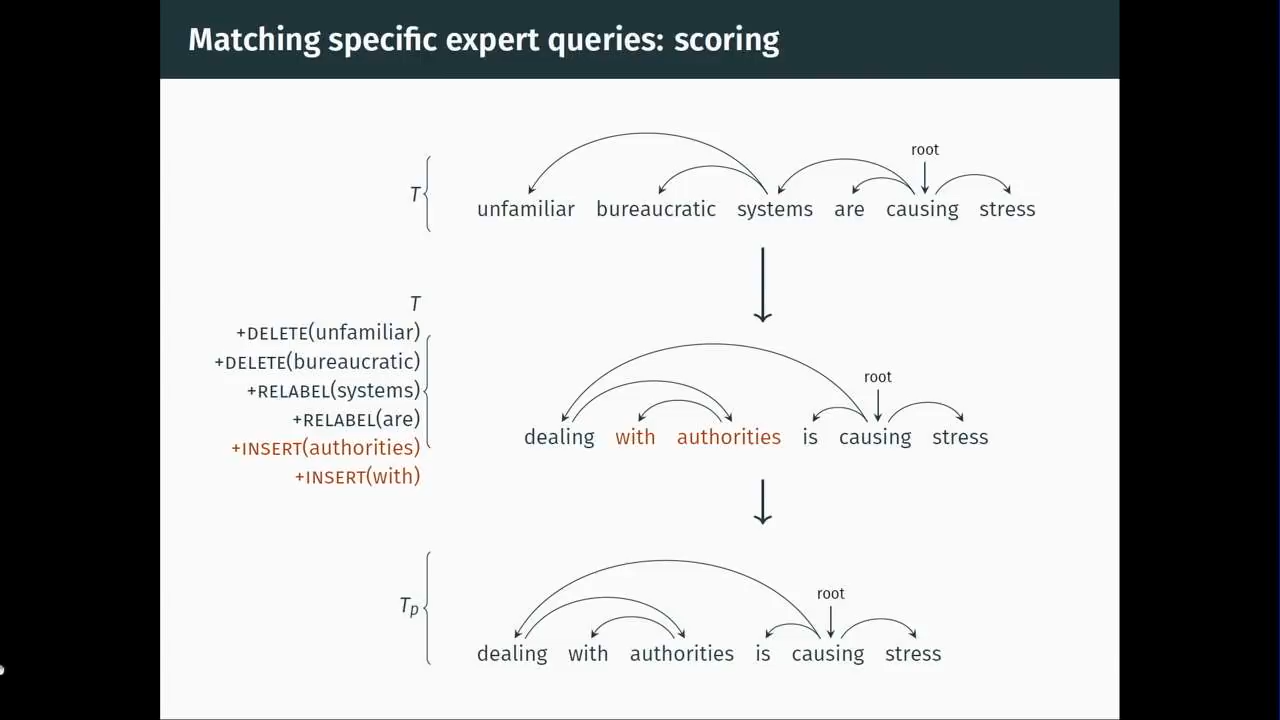 Matching specific expert queries: scoring
root
T
unfamiliar bureaucratic systems are causing stress
T
+DELETE(unfamiliar)
+DELETE(bureaucratic)
+RELABEL(systems)
+RELABEL(are)
+INSERT(authorities)
+INSERT(with)
root
dealing with authorities is causing stress
root
Tp
dealing with authorities is causing stress